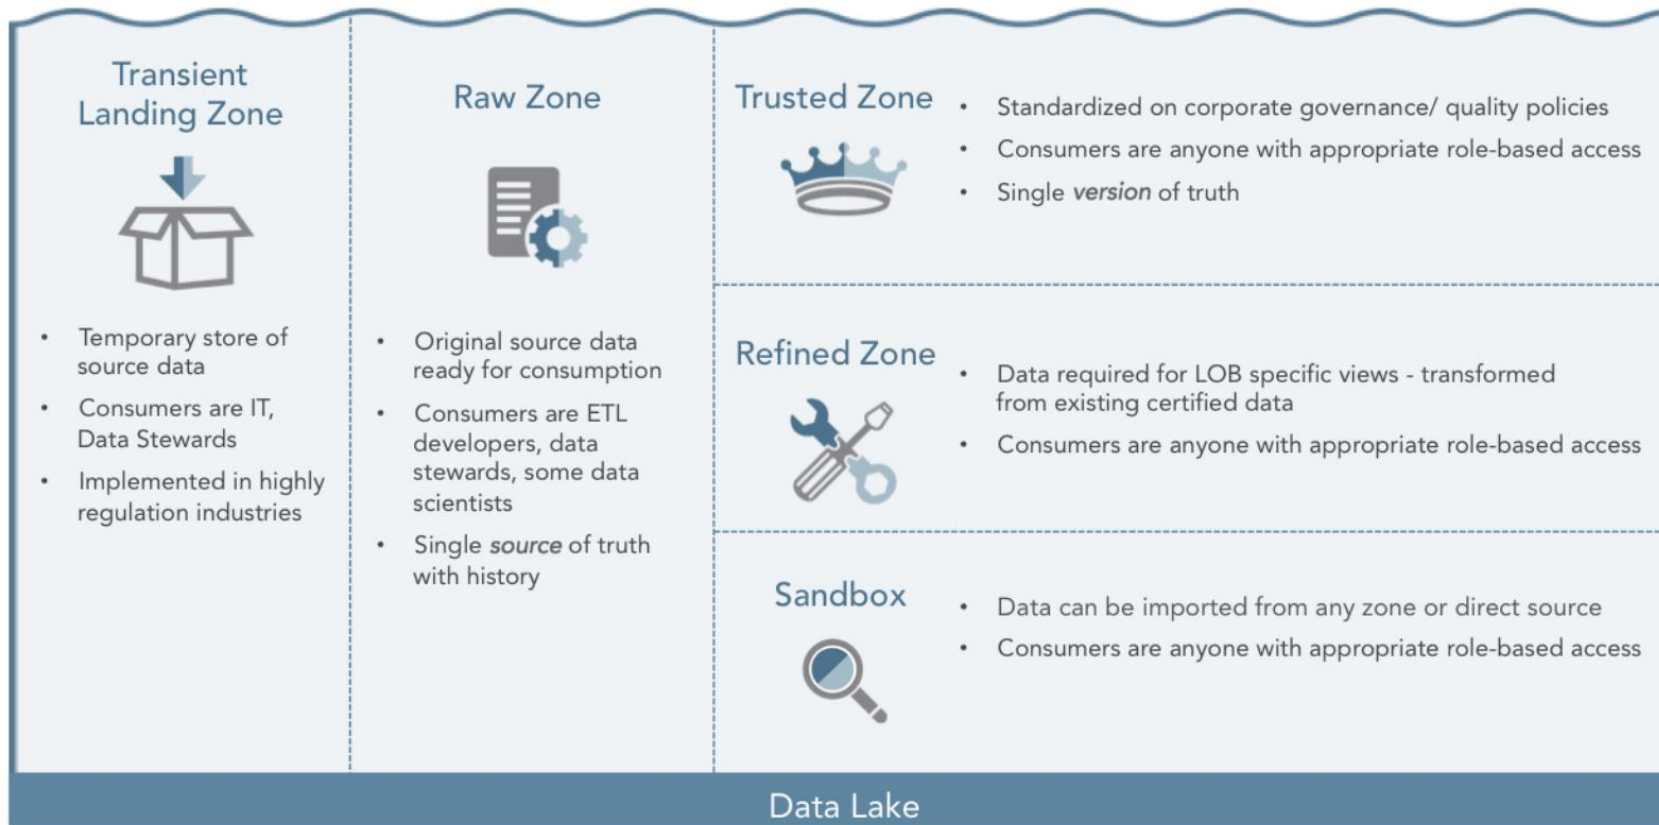 Transient
Landing Zone
• Temporary store of
source data
• Consumers are IT,
Data Stewards
• Implemented in highly
regulation industries
Raw Zone
• Original source data
ready for consumption
• Consumers are ETL
developers, data
stewards, some data
scientists
• Single source of truth
with history
Trusted Zone
• Standardized on corporate governance/ quality policies
• Consumers are anyone with appropriate role-based access
• Single version of truth
Refined Zone
• Data required for LOB specific views - transformed
from existing certified data
• Consumers are anyone with appropriate role-based access
Sandbox
• Data can be imported from any zone or direct source
• Consumers are anyone with appropriate role-based access
Data Lake